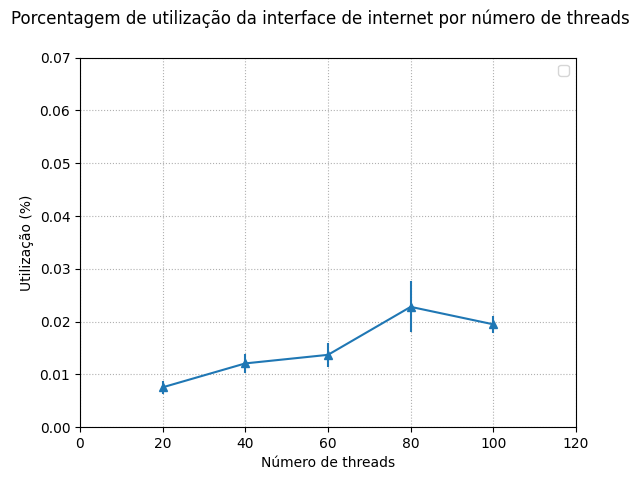 Porcentagem de utilização da interface de internet por número de threads
0.07
0.06
0.05
0.04
0.03
0.02
0.01
0.00
Utilização (%)
0 20 40 60 80 100 120
Número de threads